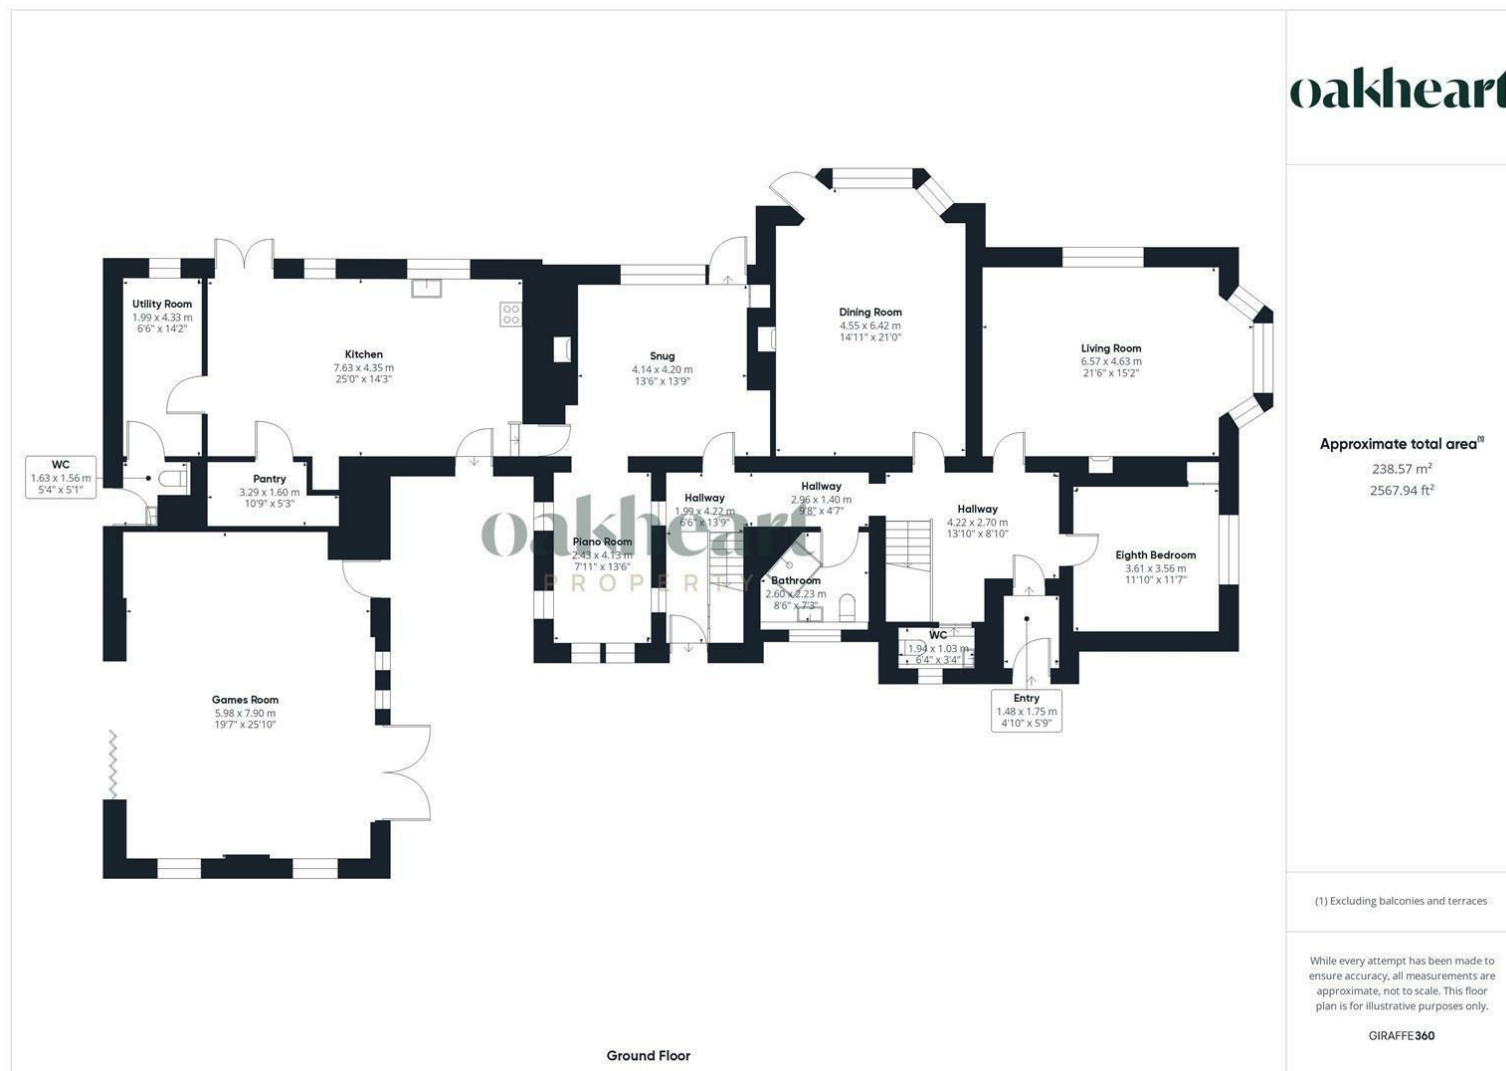 oakheart
Utility Room
1.99 x 4.33 m
6'6" x 14'2"
Kitchen
7.63 x 4.35 m
25'0" x 14'3"
Snug
4.14 x 4.20 m
13'6" x 13'9"
Dining Room
4.55 x 6.42 m
14'11" x 21'0"
Living Room
6.57 x 4.63 m
21'6" x 15'2"
WC
1.63 x 1.56 m
5'4" x 5'1"
Pantry
3.29 x 1.60 m
10'9" x 5'3"
Hallway
1.99 x 4.22 m
6'6" x 13'9"
Hallway
2.96 x 1.40 m
9'8" x 4'7"
Hallway
4.22 x 2.70 m
13'10" x 8'10"
oakheart
PROPERTY
Piano Room
2.43 x 4.13 m
7'11" x 13'6"
Bathroom
2.60 x 2.23 m
8'6" x 7'3"
Eighth Bedroom
3.61 x 3.56 m
11'10" x 11'7"
WC
1.94 x 1.03 m
6'4" x 3'4"
Entry
1.48 x 1.75 m
4'10" x 5'9"
Games Room
5.98 x 7.90 m
19'7" x 25'10"
Ground Floor
Approximate total area(1)
238.57 m²
2567.94 ft²
(1) Excluding balconies and terraces
While every attempt has been made to
ensure accuracy, all measurements are
approximate, not to scale. This floor
plan is for illustrative purposes only.
GIRAFFE360